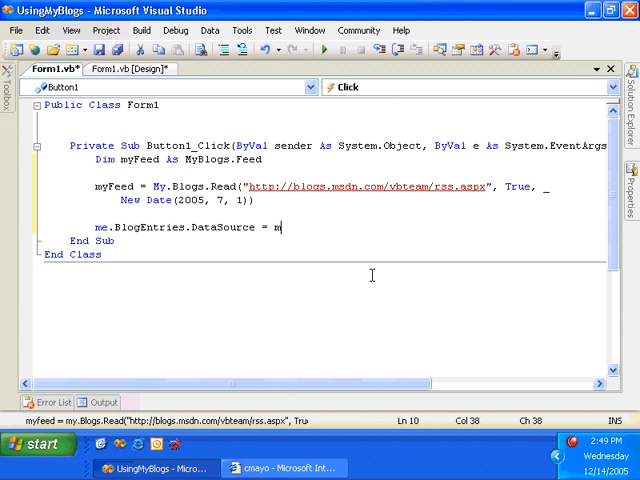 UsingMyBlogs - Microsoft Visual Studio
File Edit View Project Build Debug Data Tools Test Window Community Help
Form1.vb* Form1.vb [Design]*
Button1 Click
Toolbox
Solution Explorer
Properties
Public Class Form1
Private Sub Button1_Click(ByVal sender As System.Object, ByVal e As System.EventArgs
Dim myFeed As MyBlogs.Feed
myFeed = My.Blogs.Read("http://blogs.msdn.com/vbteam/rss.aspx", True, _
New Date(2005, 7, 1))
me.BlogEntries.DataSource = m
End Sub
End Class
Error List Output
myfeed = my.Blogs.Read("http://blogs.msdn.com/vbteam/rss.aspx", Tru Ln 10 Col 38 Ch 38 INS
start
UsingMyBlogs - Micro... cmayo - Microsoft Int...
2:49 PM
Wednesday
12/14/2005